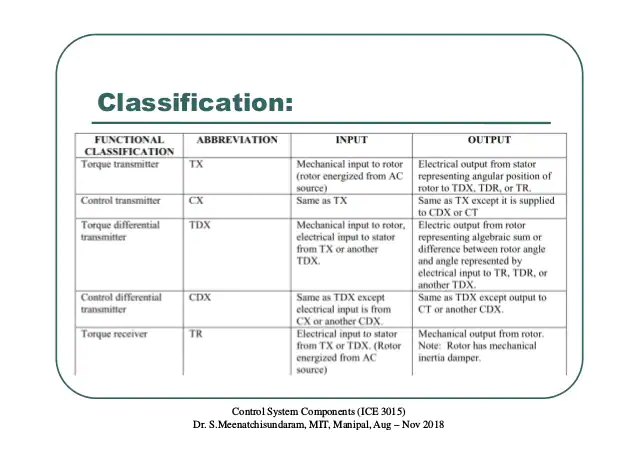 Classification:
FUNCTIONAL CLASSIFICATION ABBREVIATION INPUT OUTPUT
Torque transmitter TX Mechanical input to rotor (rotor energized from AC source) Electrical output from stator representing angular position of rotor to TDX, TDR, or TR.
Control transmitter CX Same as TX Same as TX except it is supplied to CDX or CT
Torque differential transmitter TDX Mechanical input to rotor, electrical input to stator from TX or another TDX. Electric output from rotor representing algebraic sum or difference between rotor angle and angle represented by electrical input to TR, TDR, or another TDX.
Control differential transmitter CDX Same as TDX except electrical input is from CX or another CDX. Same as TDX except output to CT or another CDX.
Torque receiver TR Electrical input to stator from TX or TDX. (Rotor energized from AC source) Mechanical output from rotor. Note: Rotor has mechanical inertia damper.
Control System Components (ICE 3015)
Dr. S.Meenatchisundaram, MIT, Manipal, Aug – Nov 2018